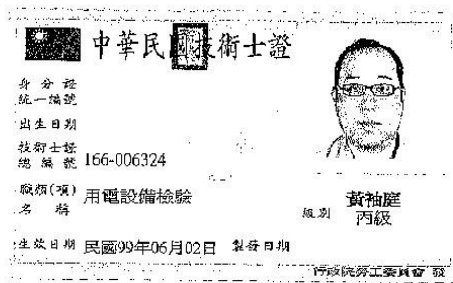 中華民國技術士證
身分證
統一編號
出生日期
技術士證
總編號 166-006324
職類(項)
名稱 用電設備檢驗
黃袖庭
級別 丙級
生效日期 民國99年06月02日 製發日期
行政院勞工委員會 發